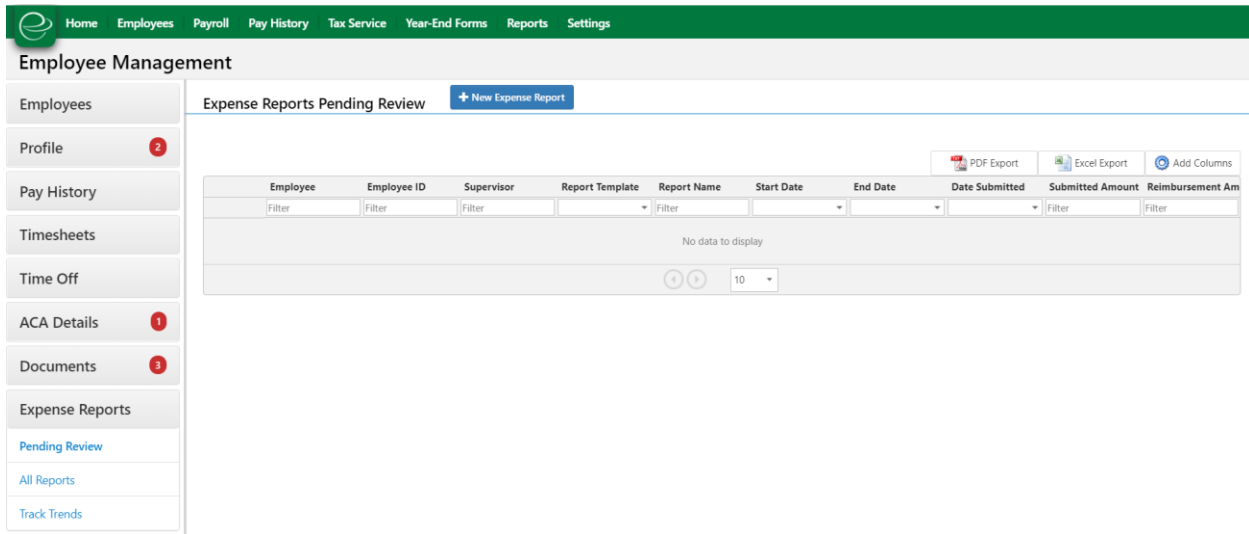 Home Employees Payroll Pay History Tax Service Year-End Forms Reports Settings
Employee Management
Employees
Profile 2
Pay History
Timesheets
Time Off
ACA Details 1
Documents 3
Expense Reports
Pending Review
All Reports
Track Trends
Expense Reports Pending Review + New Expense Report
PDF Export Excel Export Add Columns
Employee Employee ID Supervisor Report Template Report Name Start Date End Date Date Submitted Submitted Amount Reimbursement Am
Filter Filter Filter Filter Filter Filter
No data to display
10